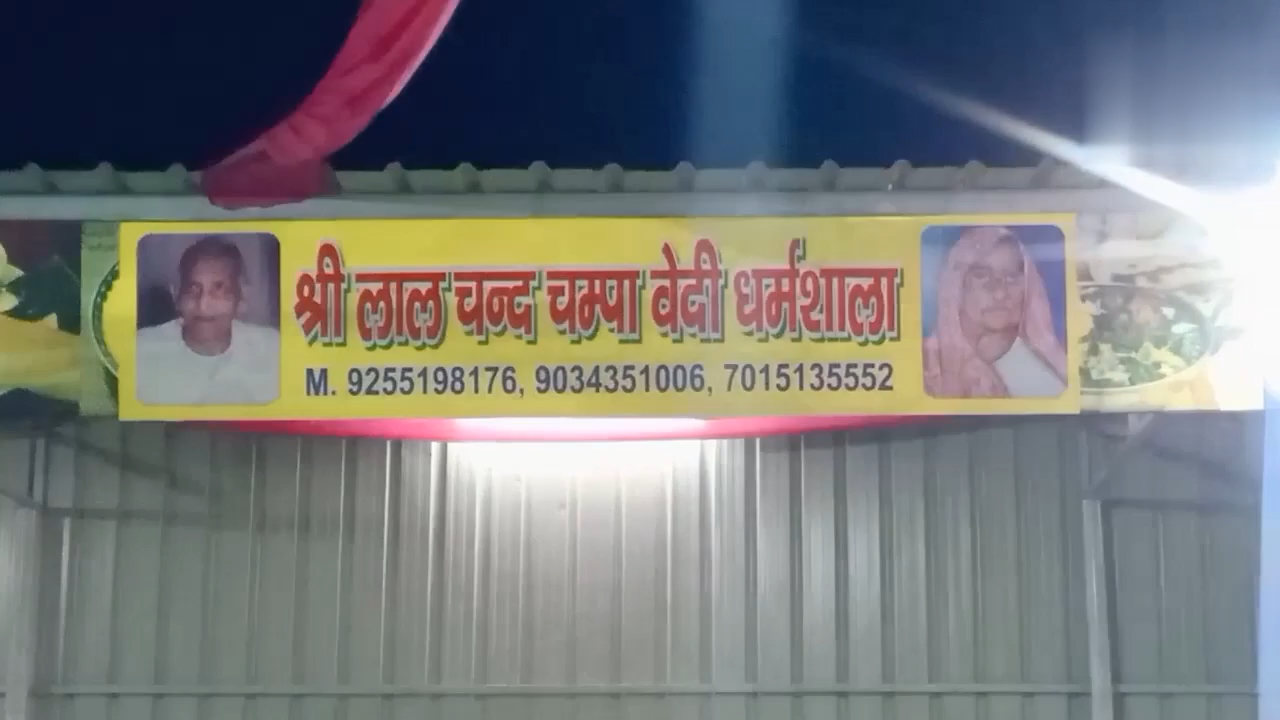 श्री लाल चन्द चम्पा वेदी धर्मशाला
M. 9255198176, 9034351006, 7015135552